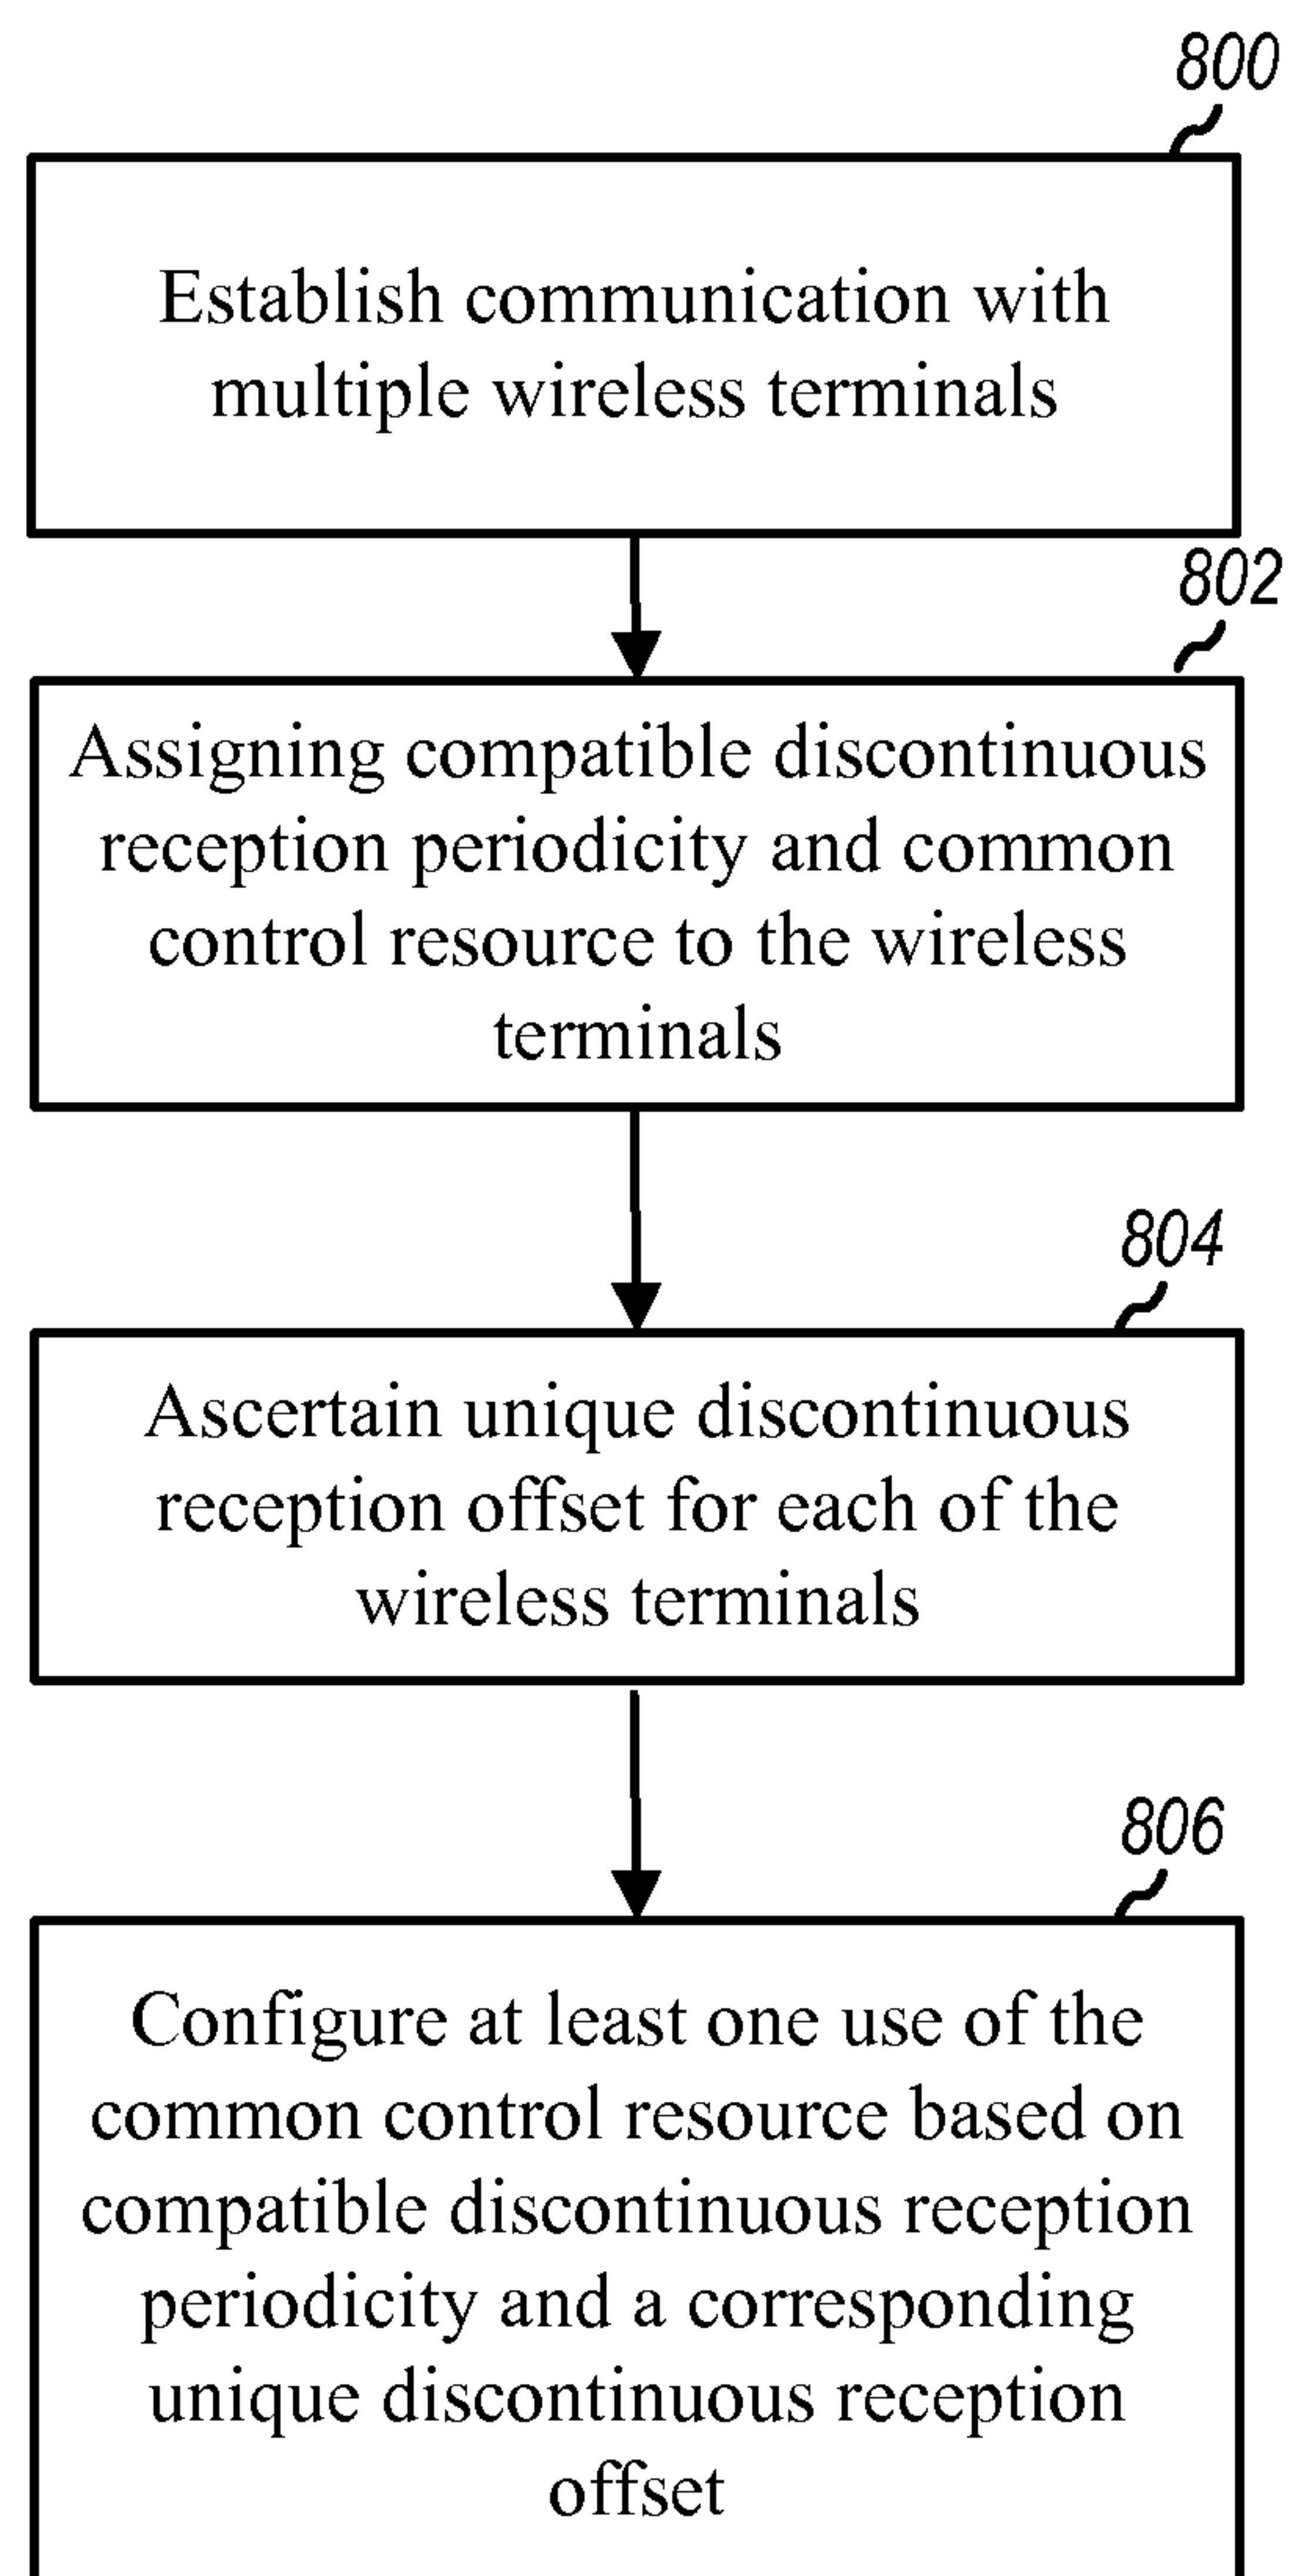 800
Establish communication with
multiple wireless terminals
802
Assigning compatible discontinuous
reception periodicity and common
control resource to the wireless
terminals
804
Ascertain unique discontinuous
reception offset for each of the
wireless terminals
806
Configure at least one use of the
common control resource based on
compatible discontinuous reception
periodicity and a corresponding
unique discontinuous reception
offset